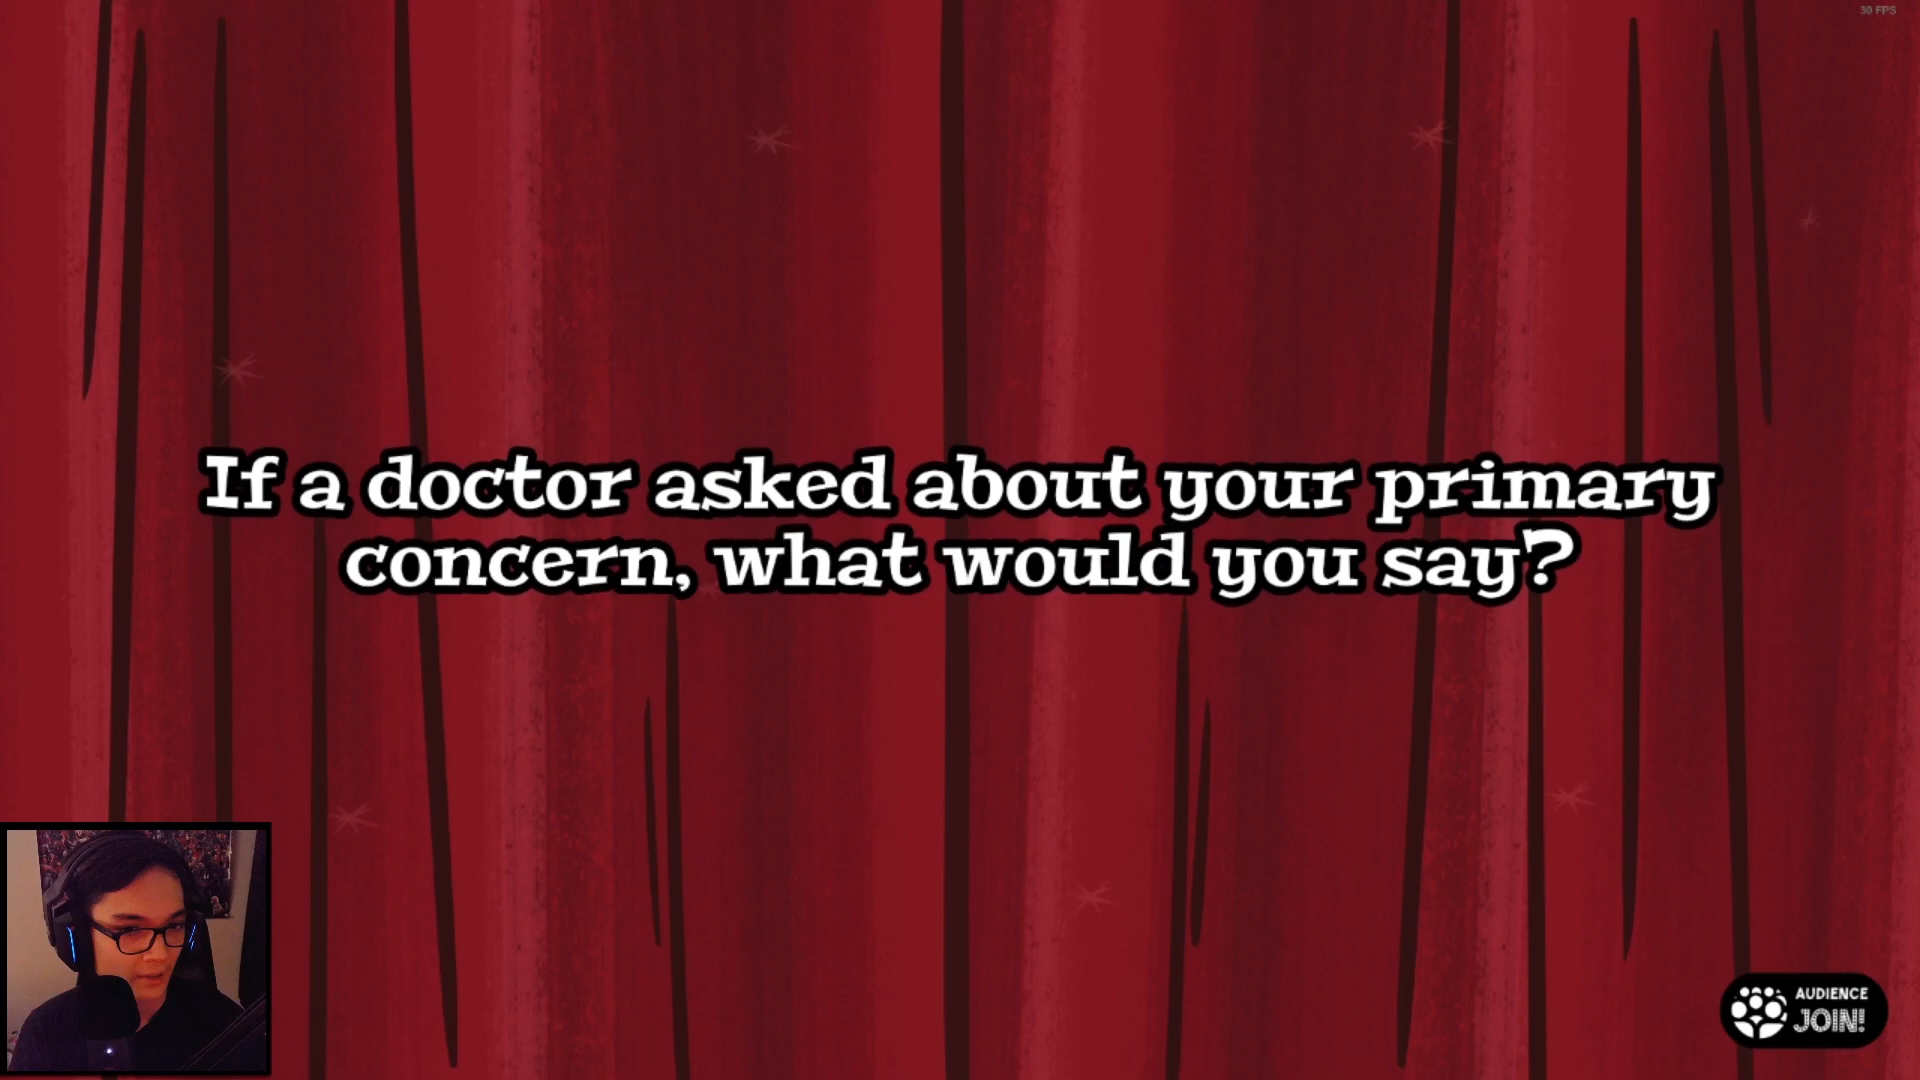 30 FPS
If a doctor asked about your primary
concern, what would you say?
AUDIENCE
JOIN!